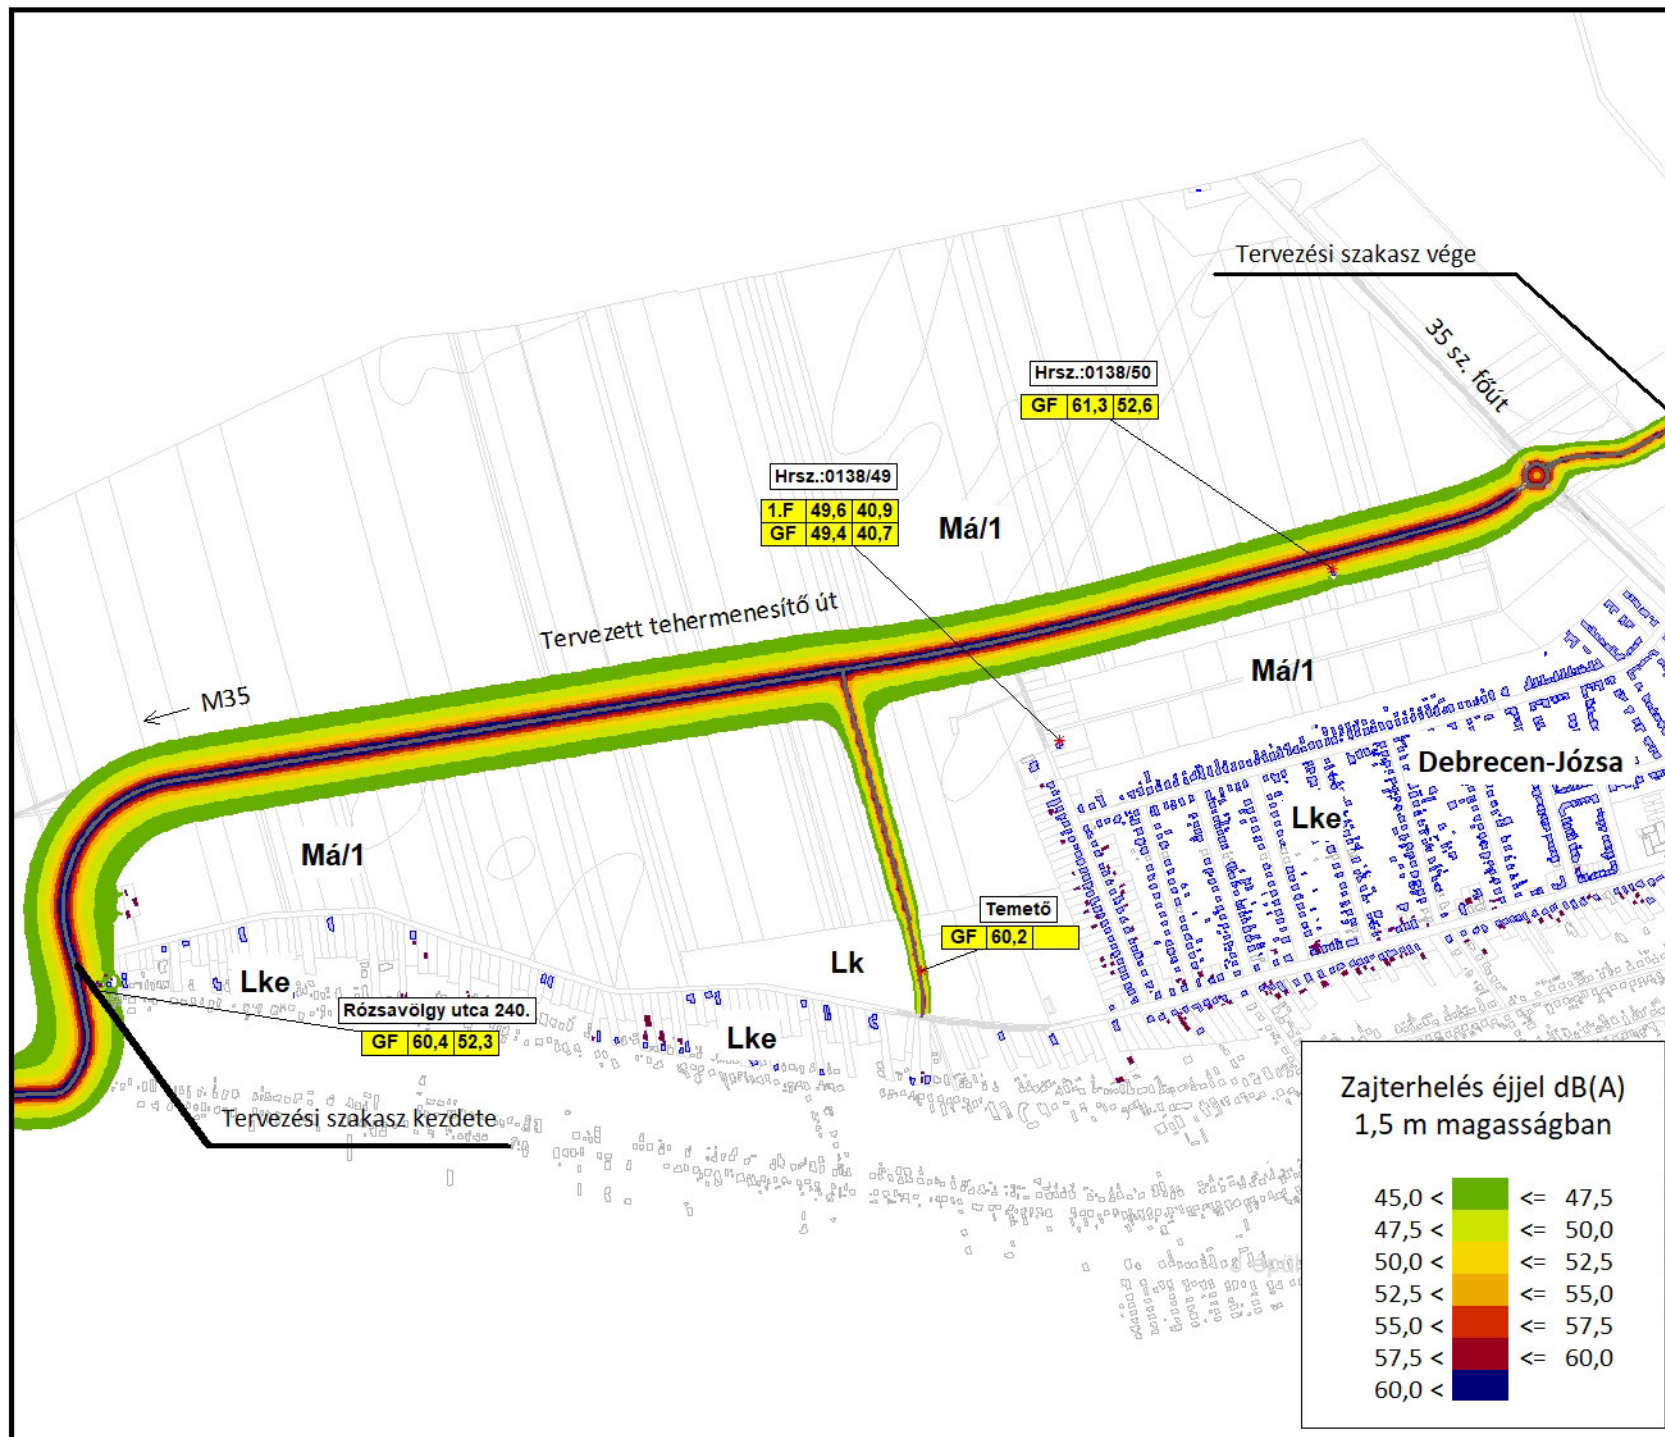 Tervezési szakasz vége
35 sz. főút
Hrsz.:0138/50
GF 61,3 52,6
Hrsz.:0138/49
1.F 49,6 40,9
GF 49,4 40,7
Má/1
Tervezett tehermenesítő út
M35
Má/1
Debrecen-Józsa
Lke
Má/1
Temető
GF 60,2
Lk
Lke
Rózsavölgy utca 240.
GF 60,4 52,3
Lke
Tervezési szakasz kezdete
Zajterhelés éjjel dB(A)
1,5 m magasságban
45,0 < <= 47,5
47,5 < <= 50,0
50,0 < <= 52,5
52,5 < <= 55,0
55,0 < <= 57,5
57,5 < <= 60,0
60,0 <